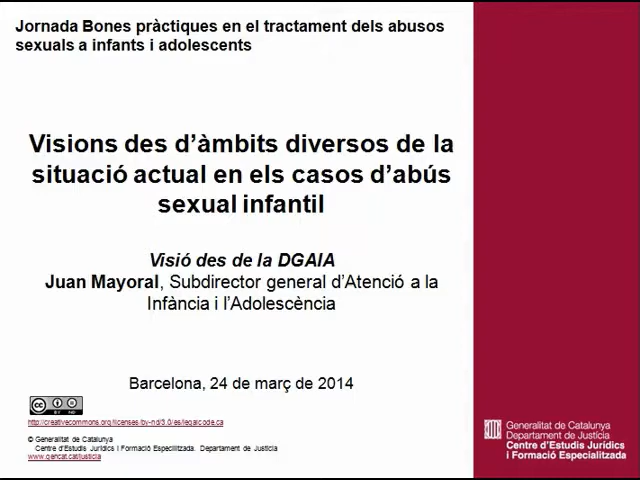 Jornada Bones pràctiques en el tractament dels abusos
sexuals a infants i adolescents
Visions des d'àmbits diversos de la
situació actual en els casos d'abús
sexual infantil
Visió des de la DGAIA
Juan Mayoral, Subdirector general d'Atenció a la
Infància i l'Adolescència
Barcelona, 24 de març de 2014
cc
BY ND
http://creativecommons.org/licenses/by-nd/3.0/es/legalcode.ca
© Generalitat de Catalunya
Centre d'Estudis Jurídics i Formació Especialitzada. Departament de Justícia
www.gencat.cat/justicia
Generalitat de Catalunya
Departament de Justícia
Centre d'Estudis Jurídics
i Formació Especialitzada